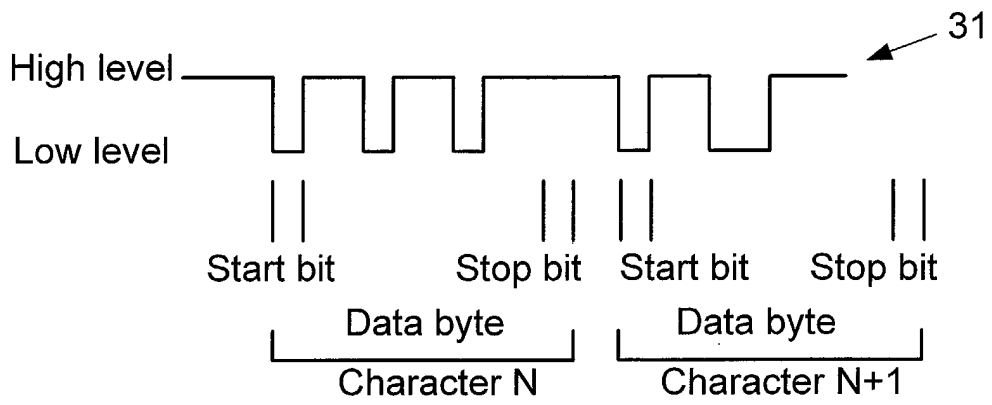 31
High level
Low level
Start bit Stop bit Start bit Stop bit
Data byte Data byte
Character N Character N+1